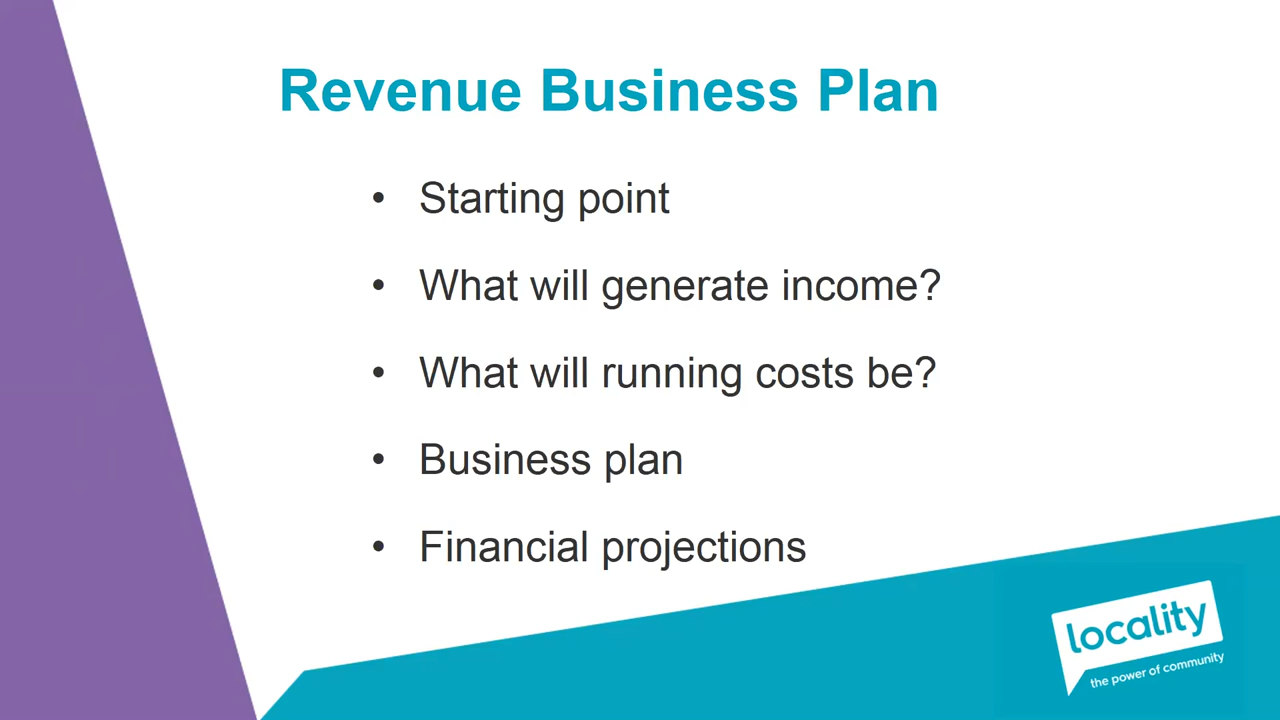 Revenue Business Plan
• Starting point
• What will generate income?
• What will running costs be?
• Business plan
• Financial projections
locality
the power of community